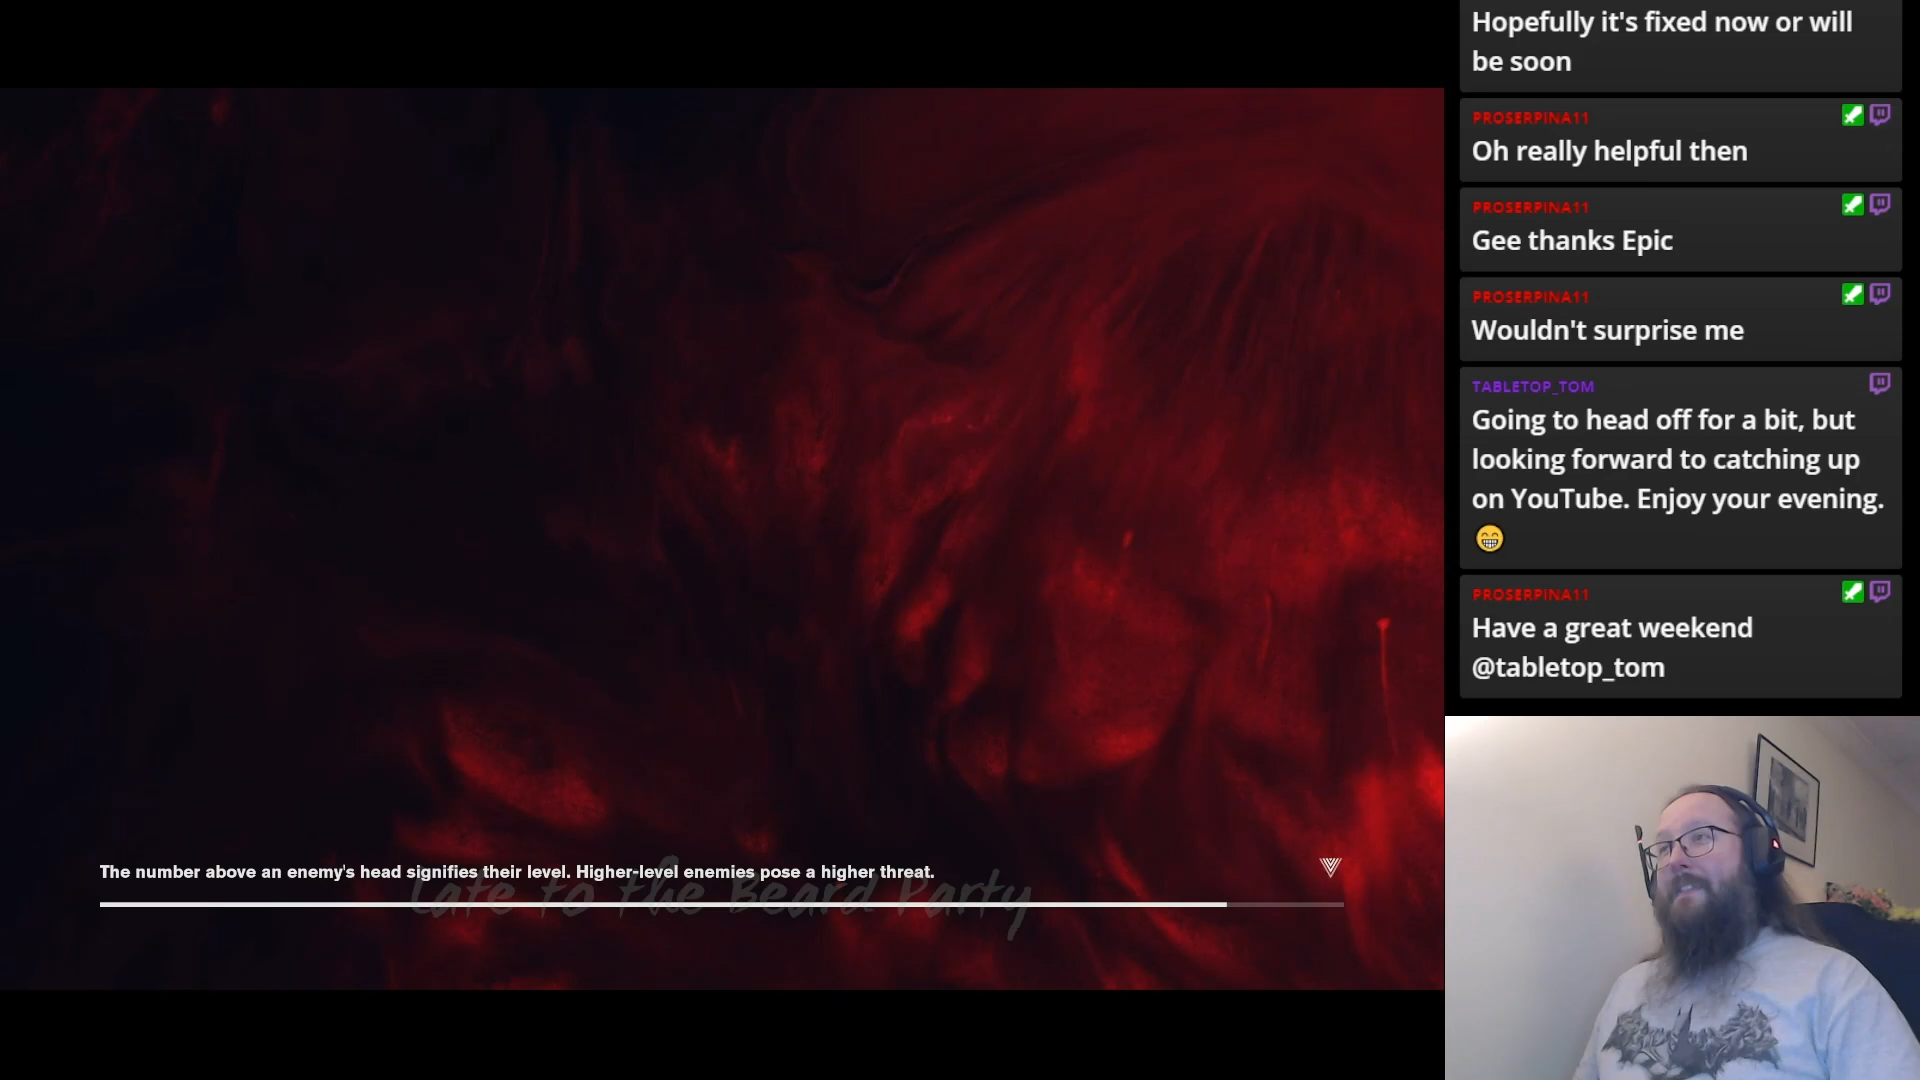 Hopefully it's fixed now or will
be soon
PROSERPINA11
Oh really helpful then
PROSERPINA11
Gee thanks Epic
PROSERPINA11
Wouldn't surprise me
TABLETOP_TOM
Going to head off for a bit, but
looking forward to catching up
on YouTube. Enjoy your evening.
😁
PROSERPINA11
Have a great weekend
@tabletop_tom
The number above an enemy's head signifies their level. Higher-level enemies pose a higher threat.
Late to the Beard Party